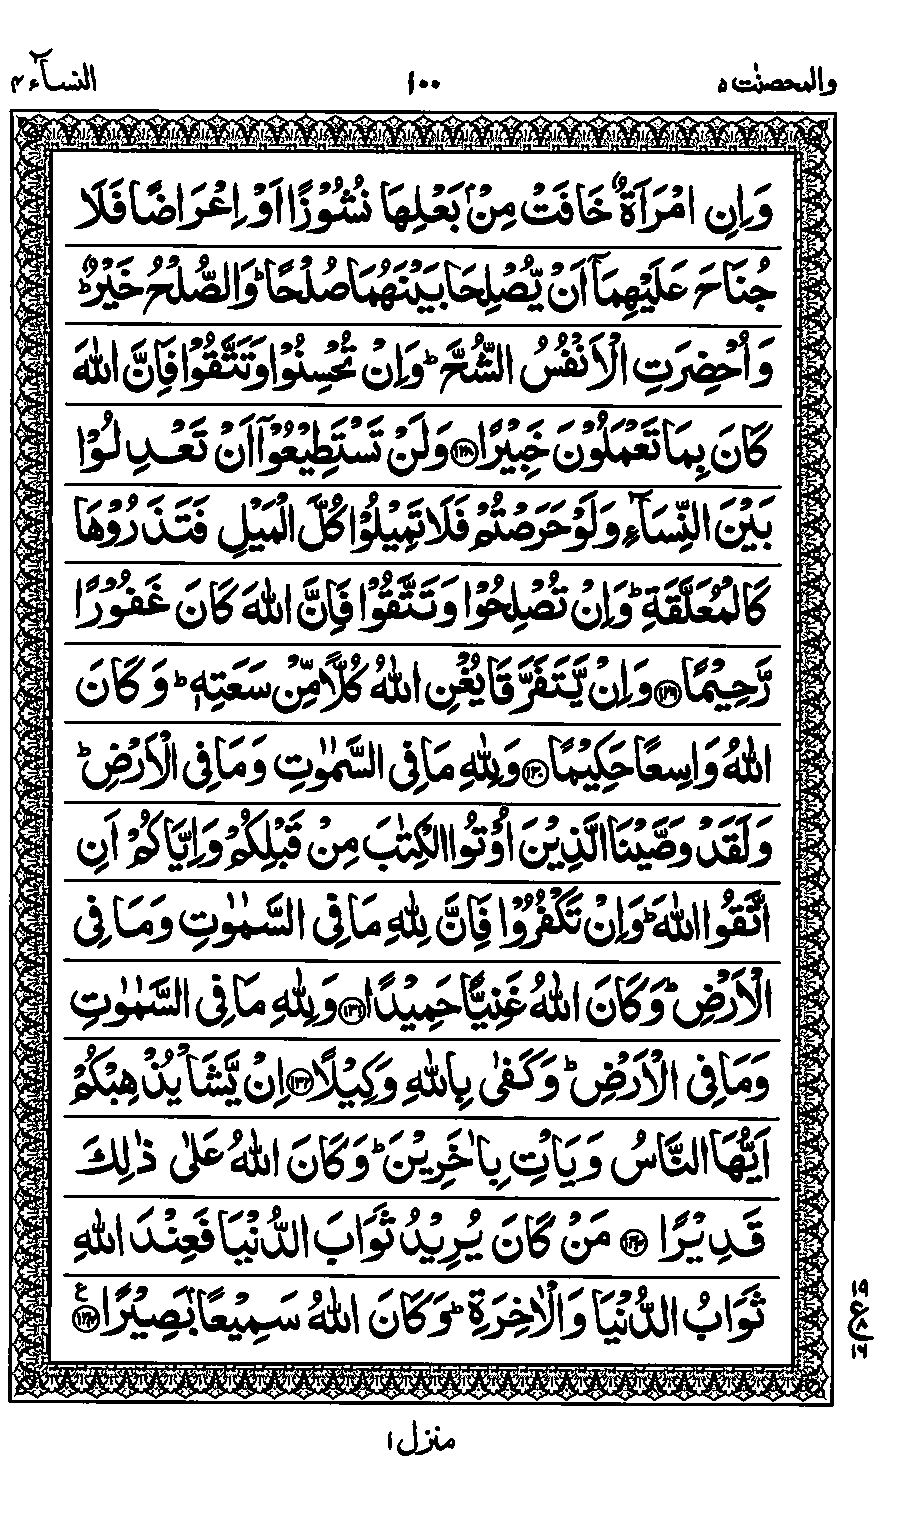 والمحصنٰت ۵ ۱۰۰ النسآء ۴
وَاِنِ امْرَاَةٌ خَافَتْ مِنْۢ بَعْلِهَا نُشُوْزًا اَوْ اِعْرَاضًا فَلَا
جُنَاحَ عَلَيْهِمَاۤ اَنْ يُّصْلِحَا بَيْنَهُمَا صُلْحًا ؕ وَالصُّلْحُ خَيْرٌ ؕ
وَاُحْضِرَتِ الْاَنْفُسُ الشُّحَّ ؕ وَاِنْ تُحْسِنُوْا وَتَتَّقُوْا فَاِنَّ اللّٰهَ
كَانَ بِمَا تَعْمَلُوْنَ خَبِيْرًا ﴿۱۲۸﴾ وَلَنْ تَسْتَطِيْعُوْۤا اَنْ تَعْدِلُوْا
بَيْنَ النِّسَآءِ وَلَوْ حَرَصْتُمْ فَلَا تَمِيْلُوْا كُلَّ الْمَيْلِ فَتَذَرُوْهَا
كَالْمُعَلَّقَةِ ؕ وَاِنْ تُصْلِحُوْا وَتَتَّقُوْا فَاِنَّ اللّٰهَ كَانَ غَفُوْرًا
رَّحِيْمًا ﴿۱۲۹﴾ وَاِنْ يَّتَفَرَّقَا يُغْنِ اللّٰهُ كُلًّا مِّنْ سَعَتِهٖ ؕ وَكَانَ
اللّٰهُ وَاسِعًا حَكِيْمًا ﴿۱۳۰﴾ وَلِلّٰهِ مَا فِى السَّمٰوٰتِ وَمَا فِى الْاَرْضِ ؕ
وَلَقَدْ وَصَّيْنَا الَّذِيْنَ اُوْتُوا الْكِتٰبَ مِنْ قَبْلِكُمْ وَاِيَّاكُمْ اَنِ
اتَّقُوا اللّٰهَ ؕ وَاِنْ تَكْفُرُوْا فَاِنَّ لِلّٰهِ مَا فِى السَّمٰوٰتِ وَمَا فِى
الْاَرْضِ ؕ وَكَانَ اللّٰهُ غَنِيًّا حَمِيْدًا ﴿۱۳۱﴾ وَلِلّٰهِ مَا فِى السَّمٰوٰتِ
وَمَا فِى الْاَرْضِ ؕ وَكَفٰى بِاللّٰهِ وَكِيْلًا ﴿۱۳۲﴾ اِنْ يَّشَاْ يُذْهِبْكُمْ
اَيُّهَا النَّاسُ وَيَاْتِ بِاٰخَرِيْنَ ؕ وَكَانَ اللّٰهُ عَلٰى ذٰلِكَ
قَدِيْرًا ﴿۱۳۳﴾ مَنْ كَانَ يُرِيْدُ ثَوَابَ الدُّنْيَا فَعِنْدَ اللّٰهِ
ثَوَابُ الدُّنْيَا وَالْاٰخِرَةِ ؕ وَكَانَ اللّٰهُ سَمِيْعًۢا بَصِيْرًا ﴿۱۳۴﴾ ع
۱۹
ع ۸
۱۶
منزل ۱